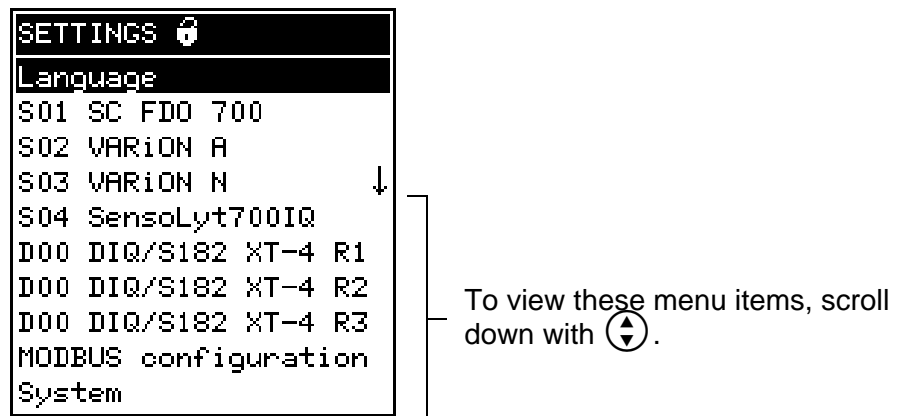 SETTINGS
Language
S01 SC FDO 700
S02 VARiON A
S03 VARiON N
S04 SensoLyt700IQ
D00 DIQ/S182 XT-4 R1
D00 DIQ/S182 XT-4 R2
D00 DIQ/S182 XT-4 R3
MODBUS configuration
System
To view these menu items, scroll
down with .